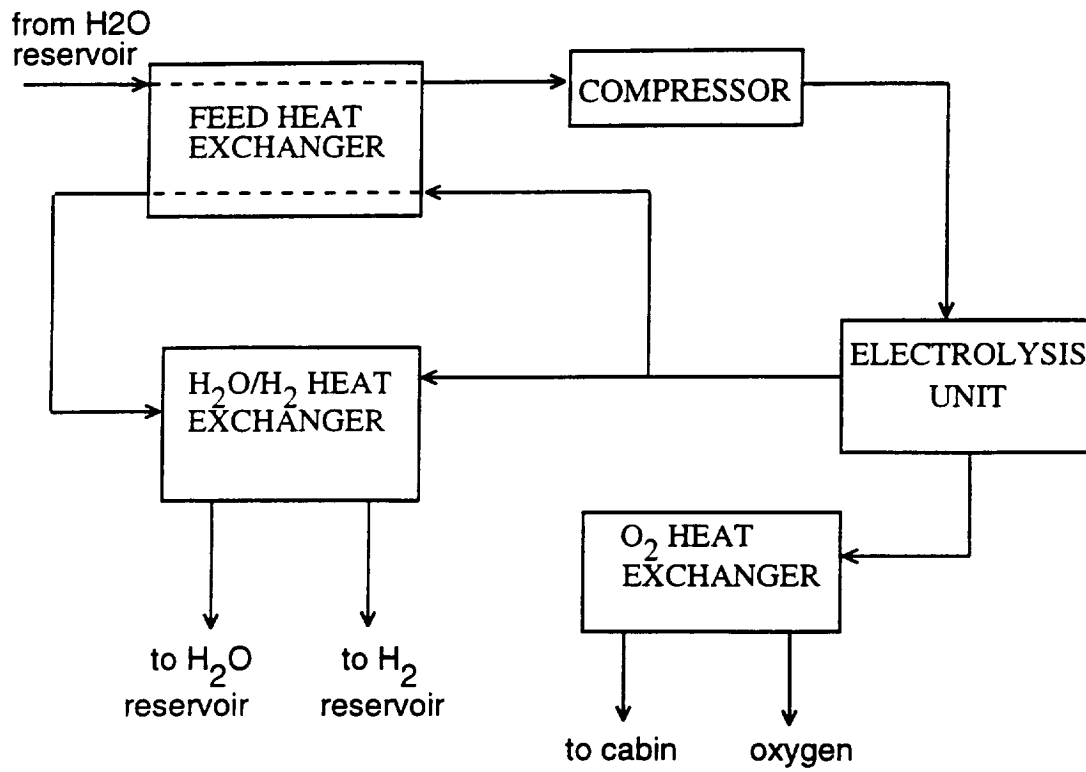 from H2O
reservoir
FEED HEAT
EXCHANGER
COMPRESSOR
H₂O/H₂ HEAT
EXCHANGER
ELECTROLYSIS
UNIT
O₂ HEAT
EXCHANGER
to H₂O
reservoir
to H₂
reservoir
to cabin
oxygen